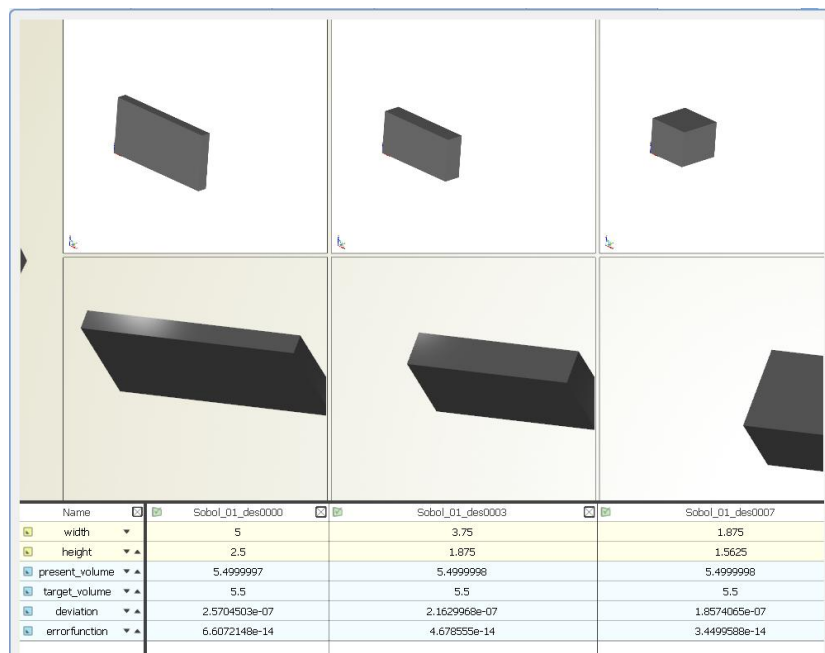 Name Sobol_01_des0000 Sobol_01_des0003 Sobol_01_des0007
width 5 3.75 1.875
height 2.5 1.875 1.5625
present_volume 5.4999997 5.4999998 5.4999998
target_volume 5.5 5.5 5.5
deviation 2.5704503e-07 2.1629968e-07 1.8574065e-07
errorfunction 6.6072148e-14 4.678555e-14 3.4499588e-14